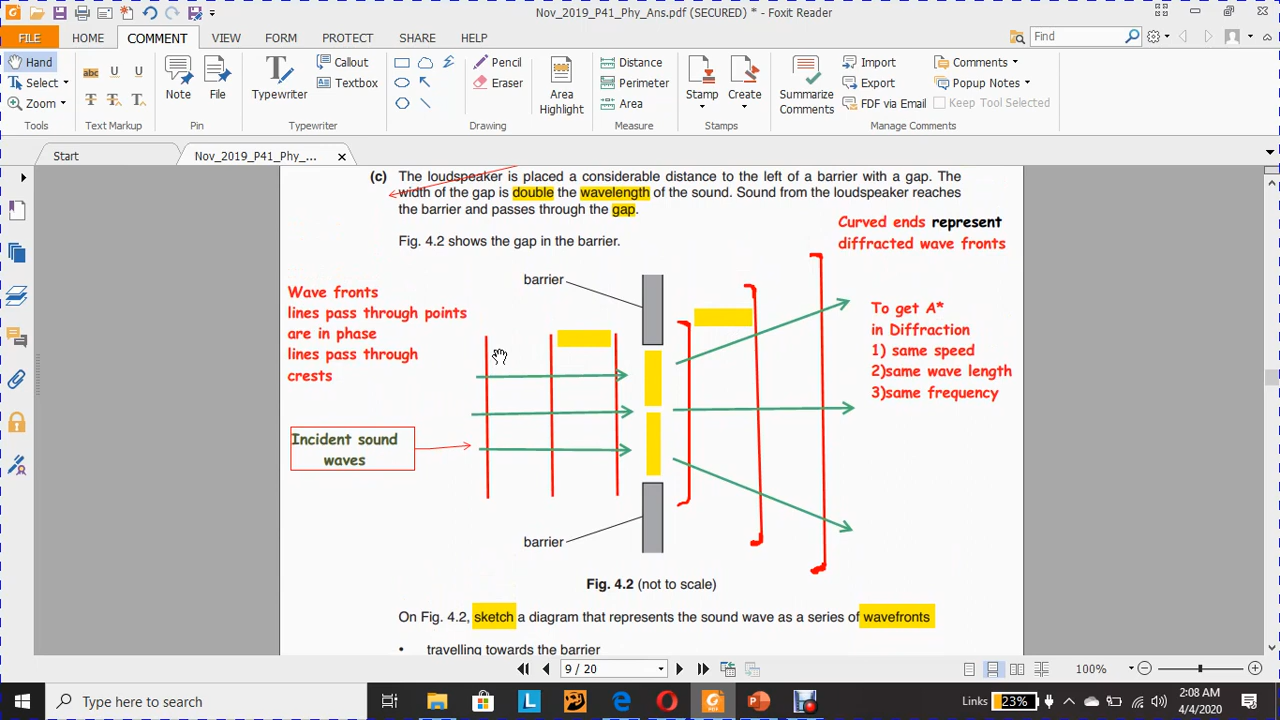 Nov_2019_P41_Phy_Ans.pdf (SECURED) * - Foxit Reader
FILE HOME COMMENT VIEW FORM PROTECT SHARE HELP
Find
Hand
Select
Zoom
Tools
abc U U
T T T
Text Markup
Note
File
Pin
Typewriter
Callout
Textbox
Typewriter
Pencil
Eraser
Drawing
Area
Highlight
Distance
Perimeter
Area
Measure
Stamp
Create
Stamps
Summarize
Comments
Import
Export
FDF via Email
Comments
Popup Notes
Keep Tool Selected
Manage Comments
Start
Nov_2019_P41_Phy_...
(c) The loudspeaker is placed a considerable distance to the left of a barrier with a gap. The
width of the gap is double the wavelength of the sound. Sound from the loudspeaker reaches
the barrier and passes through the gap.
Fig. 4.2 shows the gap in the barrier.
Curved ends represent
diffracted wave fronts
barrier
Wave fronts
lines pass through points
are in phase
lines pass through
crests
To get A*
in Diffraction
1) same speed
2)same wave length
3)same frequency
Incident sound
waves
barrier
Fig. 4.2 (not to scale)
On Fig. 4.2, sketch a diagram that represents the sound wave as a series of wavefronts
• travelling towards the barrier
9 / 20
100%
Type here to search
Links
23%
2:08 AM
4/4/2020